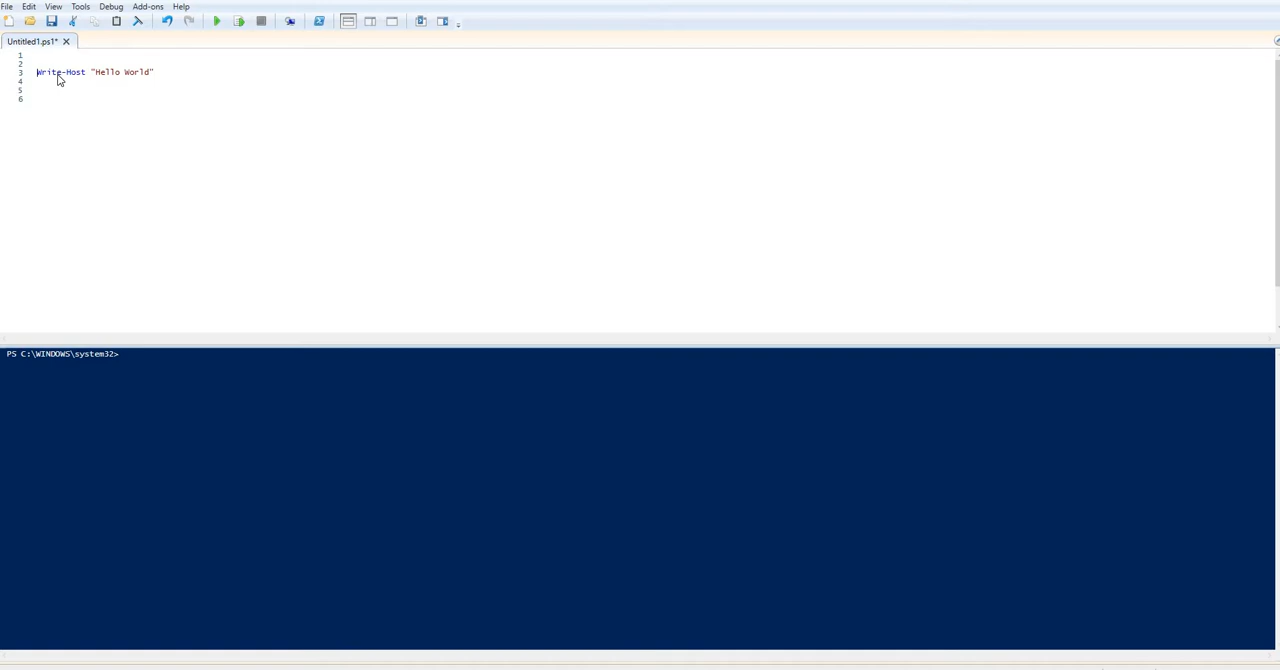 File Edit View Tools Debug Add-ons Help
Untitled1.ps1*
1
2
3 Write-Host "Hello World"
4
5
6
PS C:\WINDOWS\system32>